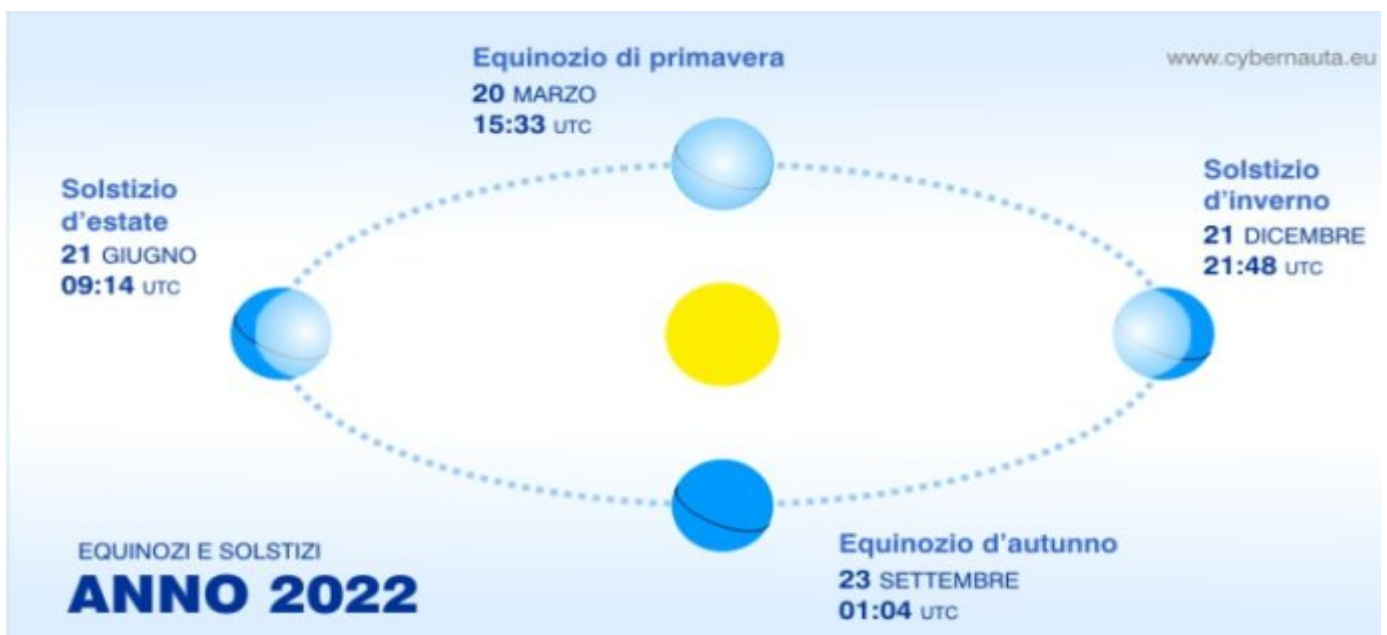 Equinozio di primavera
20 MARZO
15:33 UTC
www.cybernauta.eu
Solstizio
d'estate
21 GIUGNO
09:14 UTC
Solstizio
d'inverno
21 DICEMBRE
21:48 UTC
Equinozio d'autunno
23 SETTEMBRE
01:04 UTC
EQUINOZI E SOLSTIZI
ANNO 2022